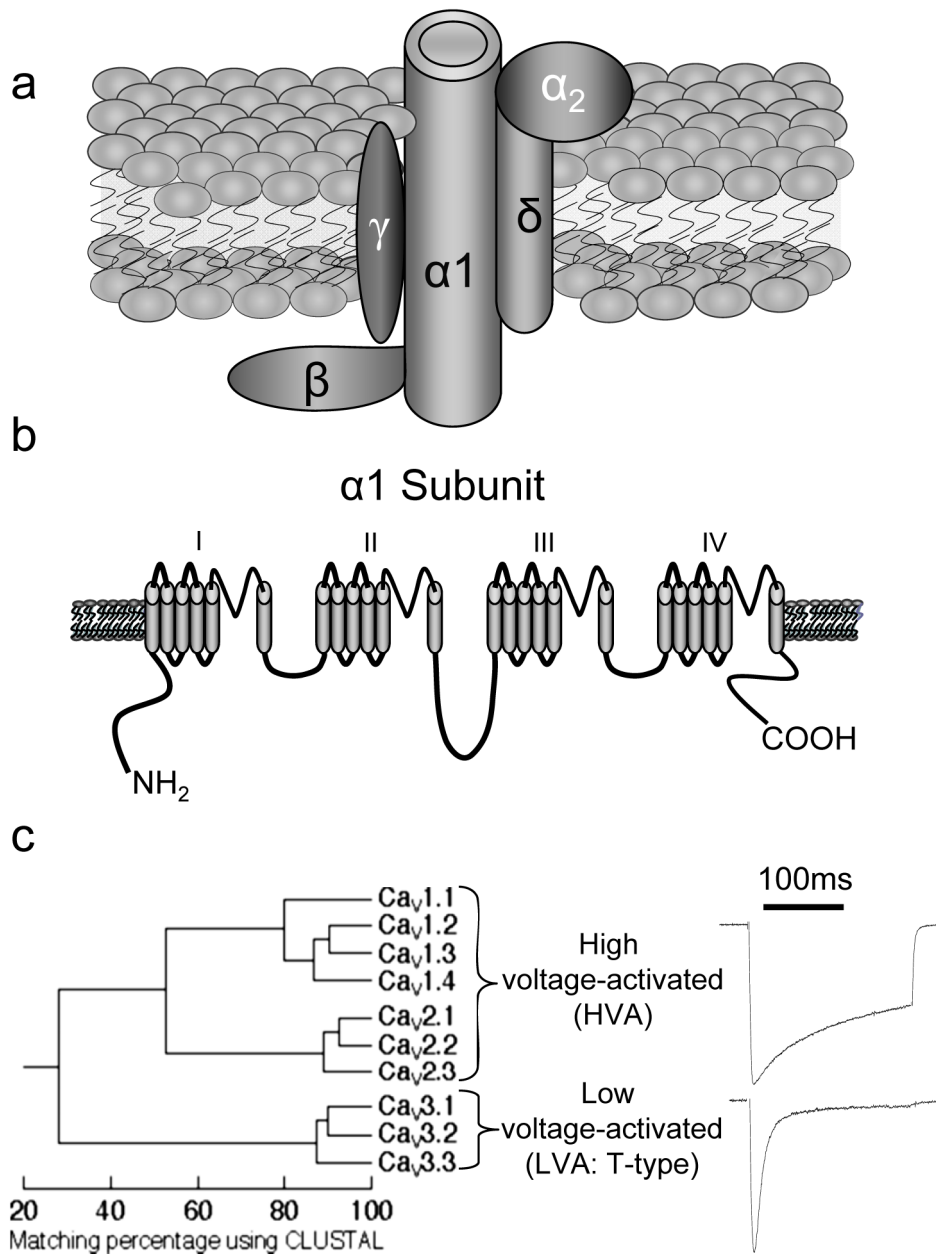 a
α₂
γ
α1
δ
β
b
α1 Subunit
I II III IV
NH₂
COOH
c
Caᵥ1.1
Caᵥ1.2
Caᵥ1.3
Caᵥ1.4
Caᵥ2.1
Caᵥ2.2
Caᵥ2.3
Caᵥ3.1
Caᵥ3.2
Caᵥ3.3
High
voltage-activated
(HVA)
Low
voltage-activated
(LVA: T-type)
100ms
20 40 60 80 100
Matching percentage using CLUSTAL